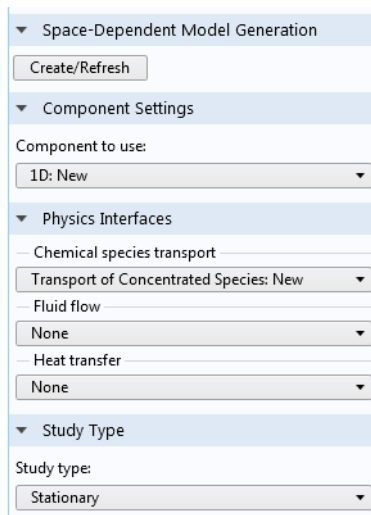 Space-Dependent Model Generation
Create/Refresh
Component Settings
Component to use:
1D: New
Physics Interfaces
Chemical species transport
Transport of Concentrated Species: New
Fluid flow
None
Heat transfer
None
Study Type
Study type:
Stationary